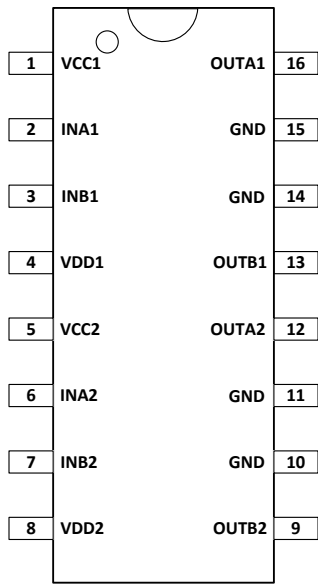 1 VCC1 OUTA1 16
2 INA1 GND 15
3 INB1 GND 14
4 VDD1 OUTB1 13
5 VCC2 OUTA2 12
6 INA2 GND 11
7 INB2 GND 10
8 VDD2 OUTB2 9